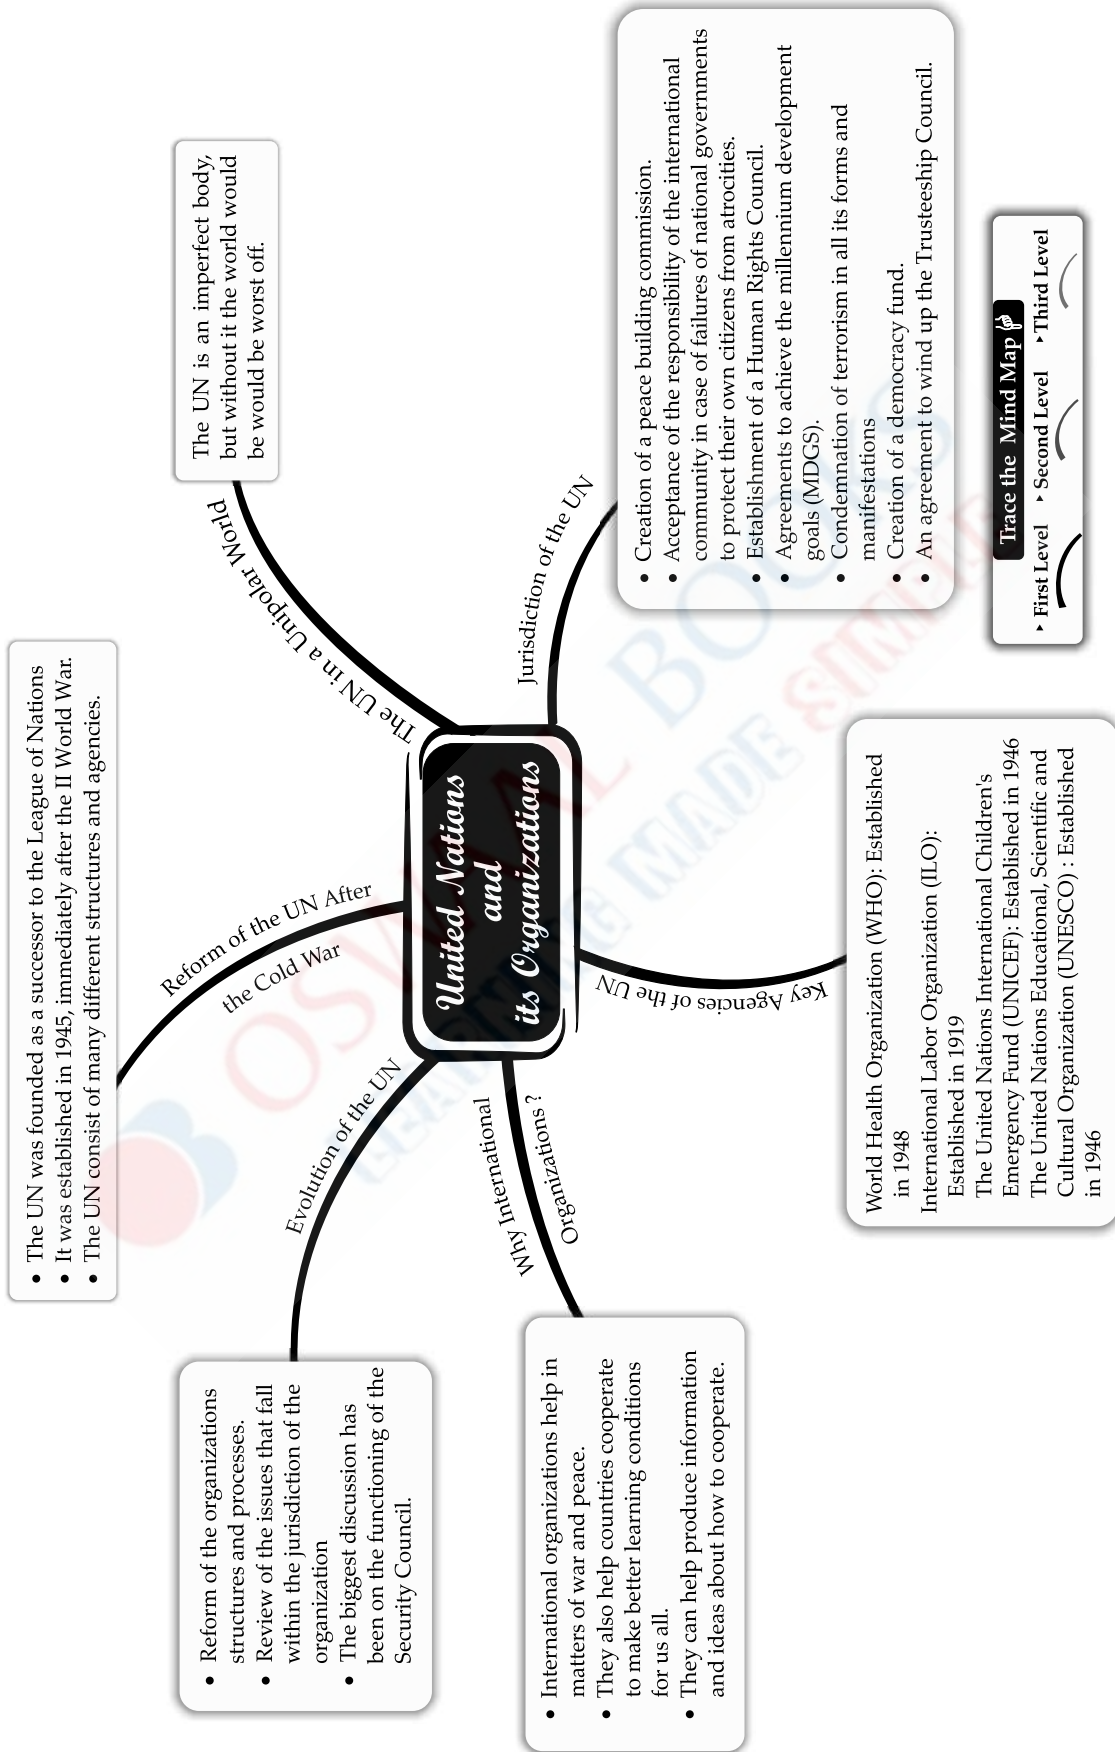 United Nations
and
its Organizations
The UN in a Unipolar World
The UN is an imperfect body,
but without it the world would
be would be worst off.
Jurisdiction of the UN
• Creation of a peace building commission.
• Acceptance of the responsibility of the international
community in case of failures of national governments
to protect their own citizens from atrocities.
• Establishment of a Human Rights Council.
• Agreements to achieve the millennium development
goals (MDGS).
• Condemnation of terrorism in all its forms and
manifestations
• Creation of a democracy fund.
• An agreement to wind up the Trusteeship Council.
Key Agencies of the UN
World Health Organization (WHO): Established
in 1948
International Labor Organization (ILO):
Established in 1919
The United Nations International Children's
Emergency Fund (UNICEF): Established in 1946
The United Nations Educational, Scientific and
Cultural Organization (UNESCO) : Established
in 1946
Why International
Organizations ?
• International organizations help in
matters of war and peace.
• They also help countries cooperate
to make better learning conditions
for us all.
• They can help produce information
and ideas about how to cooperate.
Evolution of the UN
• Reform of the organizations
structures and processes.
• Review of the issues that fall
within the jurisdiction of the
organization
• The biggest discussion has
been on the functioning of the
Security Council.
Reform of the UN After
the Cold War
• The UN was founded as a successor to the League of Nations
• It was established in 1945, immediately after the II World War.
• The UN consist of many different structures and agencies.
Trace the Mind Map
▸ First Level ▸ Second Level ▸ Third Level
OSWAAL BOOKS
LEARNING MADE SIMPLE